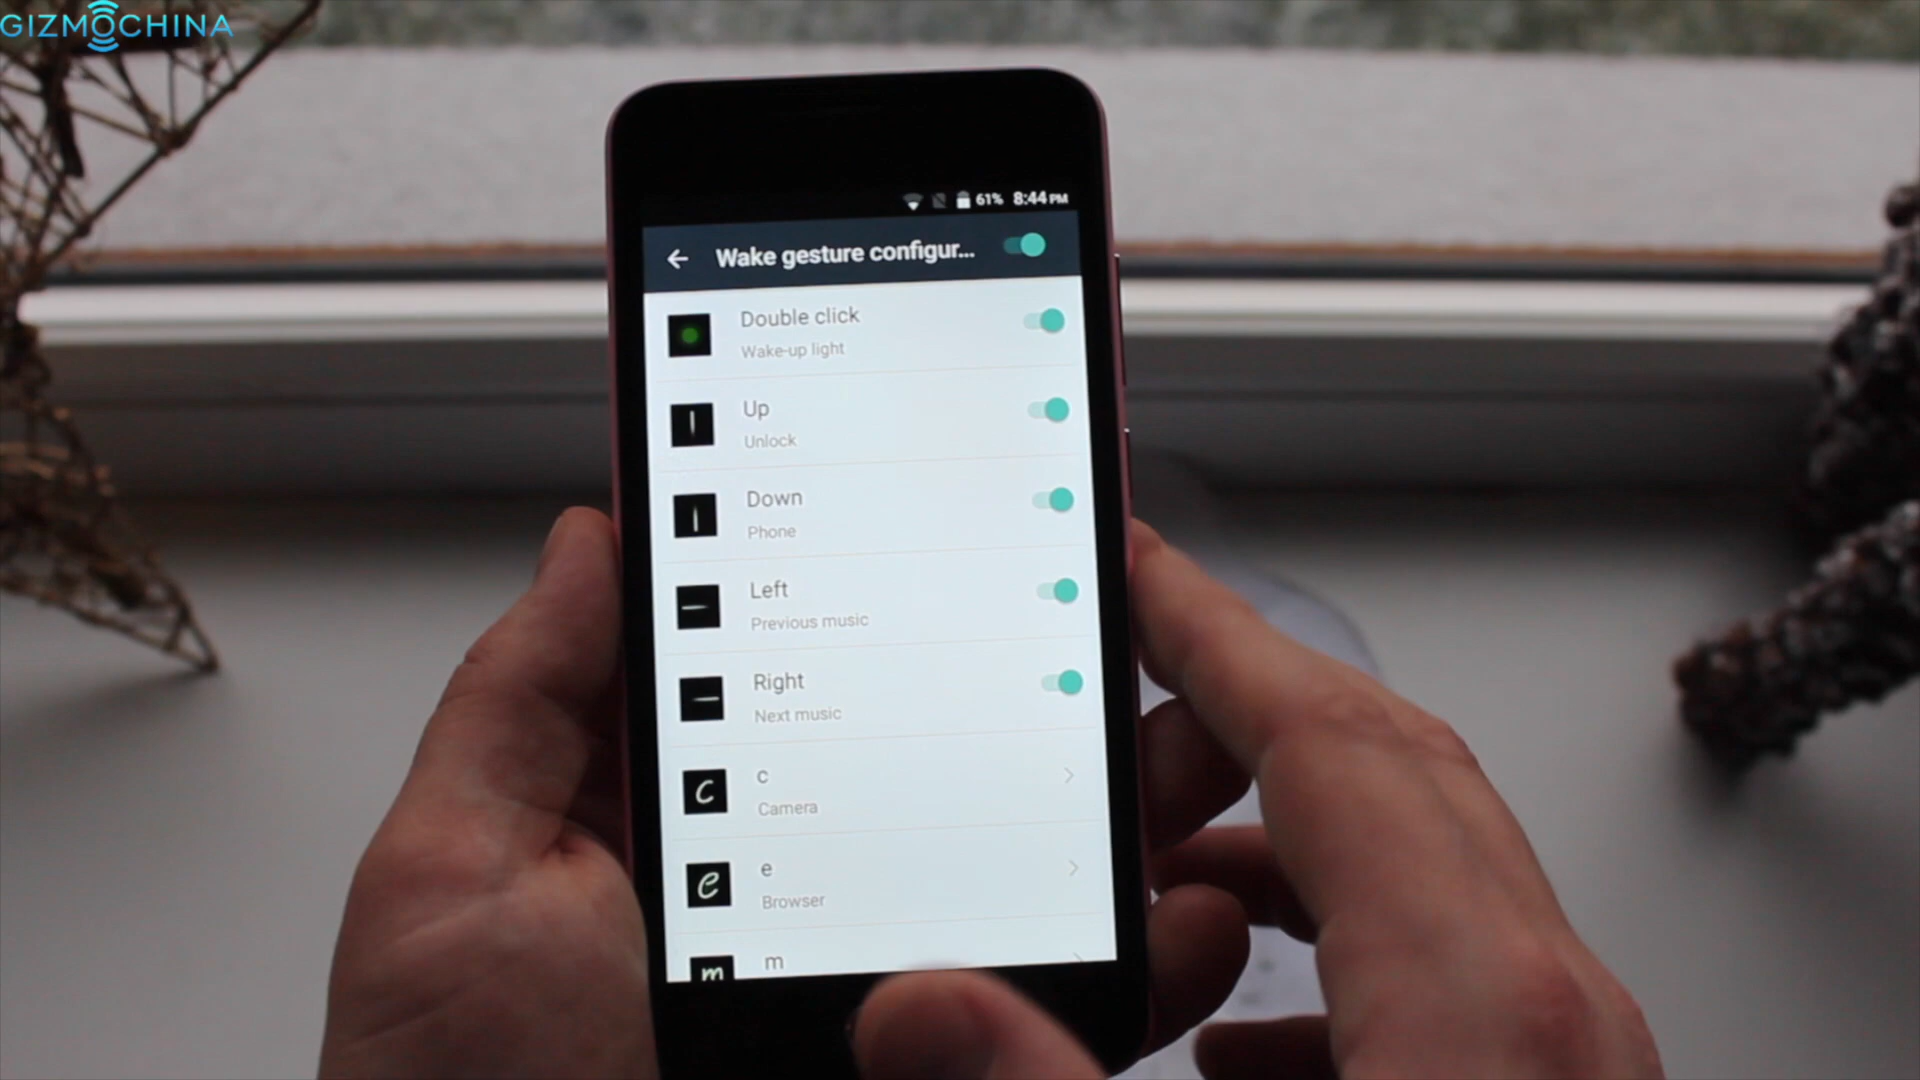 GIZMOCHINA
61% 8:44 PM
Wake gesture configur...
Double click
Wake-up light
Up
Unlock
Down
Phone
Left
Previous music
Right
Next music
c
c
Camera
e
e
Browser
m
m